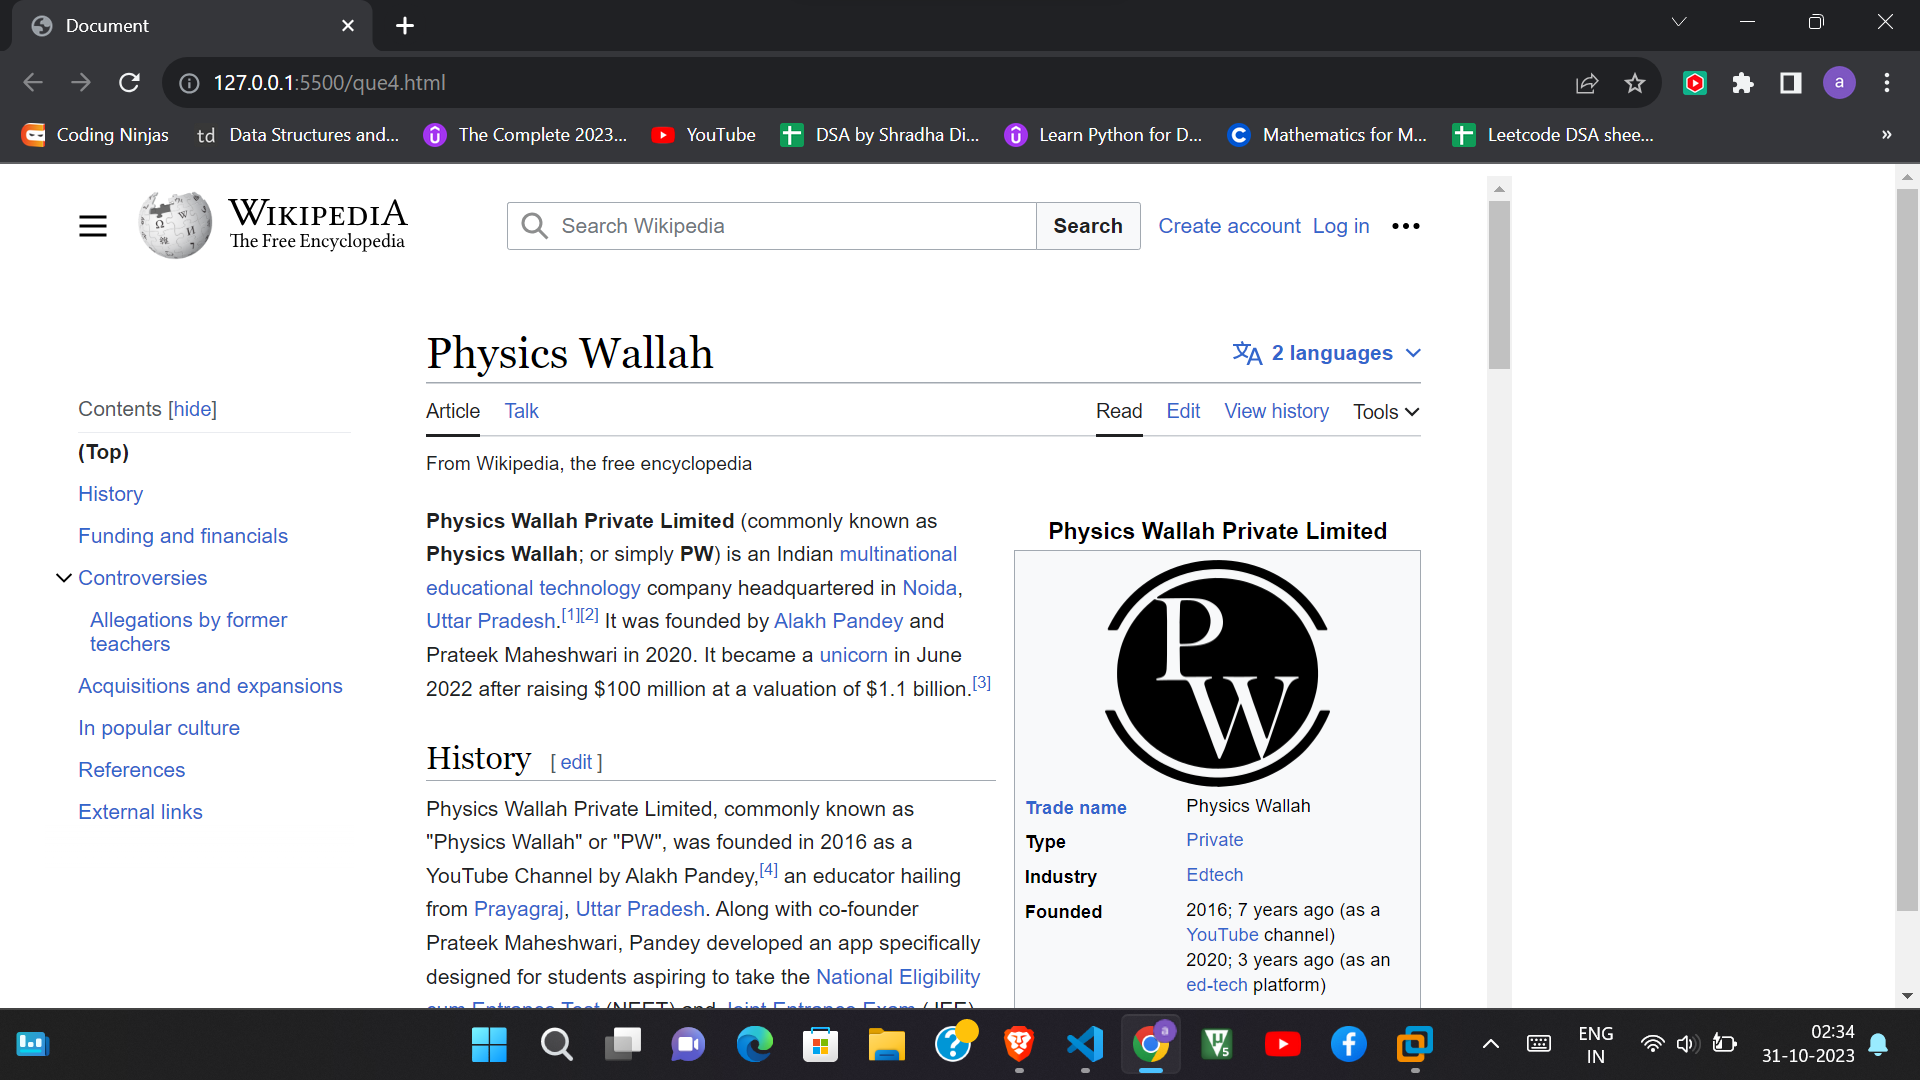 Document
127.0.0.1:5500/que4.html
a
Coding Ninjas
td Data Structures and...
The Complete 2023...
YouTube
DSA by Shradha Di...
Learn Python for D...
Mathematics for M...
Leetcode DSA shee...
»
WIKIPEDIA
The Free Encyclopedia
Search Wikipedia
Search
Create account Log in
Physics Wallah
2 languages
Contents [hide]
(Top)
History
Funding and financials
Controversies
Allegations by former
teachers
Acquisitions and expansions
In popular culture
References
External links
Article Talk
Read Edit View history Tools
From Wikipedia, the free encyclopedia
Physics Wallah Private Limited (commonly known as
Physics Wallah; or simply PW) is an Indian multinational
educational technology company headquartered in Noida,
Uttar Pradesh.[1][2] It was founded by Alakh Pandey and
Prateek Maheshwari in 2020. It became a unicorn in June
2022 after raising $100 million at a valuation of $1.1 billion.[3]
History [ edit ]
Physics Wallah Private Limited, commonly known as
"Physics Wallah" or "PW", was founded in 2016 as a
YouTube Channel by Alakh Pandey,[4] an educator hailing
from Prayagraj, Uttar Pradesh. Along with co-founder
Prateek Maheshwari, Pandey developed an app specifically
designed for students aspiring to take the National Eligibility
cum Entrance Test (NEET) and Joint Entrance Exam (JEE)
Physics Wallah Private Limited
PW
Trade name Physics Wallah
Type Private
Industry Edtech
Founded 2016; 7 years ago (as a
YouTube channel)
2020; 3 years ago (as an
ed-tech platform)
ENG
IN
02:34
31-10-2023